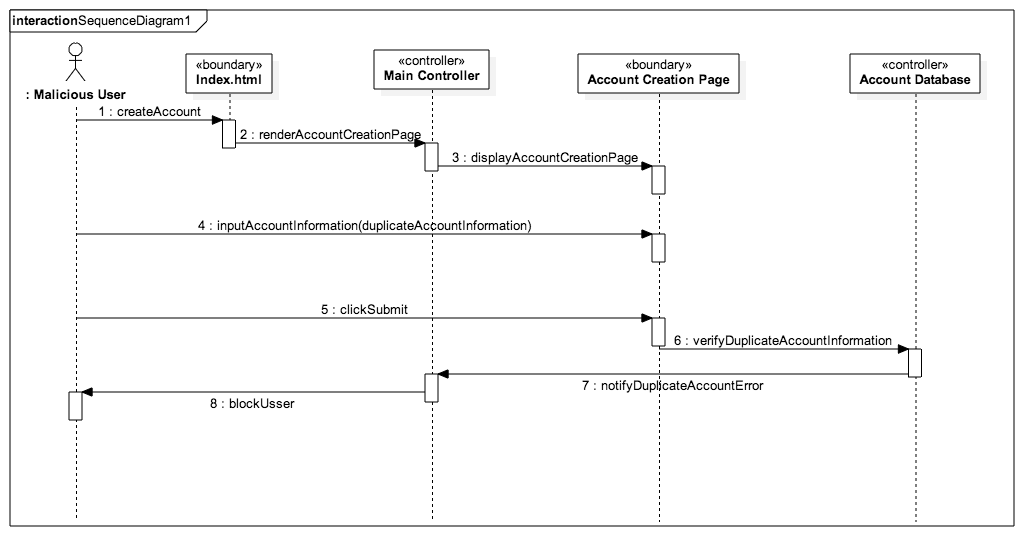 interactionSequenceDiagram1
: Malicious User
«boundary»
Index.html
«controller»
Main Controller
«boundary»
Account Creation Page
«controller»
Account Database
1 : createAccount
2 : renderAccountCreationPage
3 : displayAccountCreationPage
4 : inputAccountInformation(duplicateAccountInformation)
5 : clickSubmit
6 : verifyDuplicateAccountInformation
7 : notifyDuplicateAccountError
8 : blockUsser